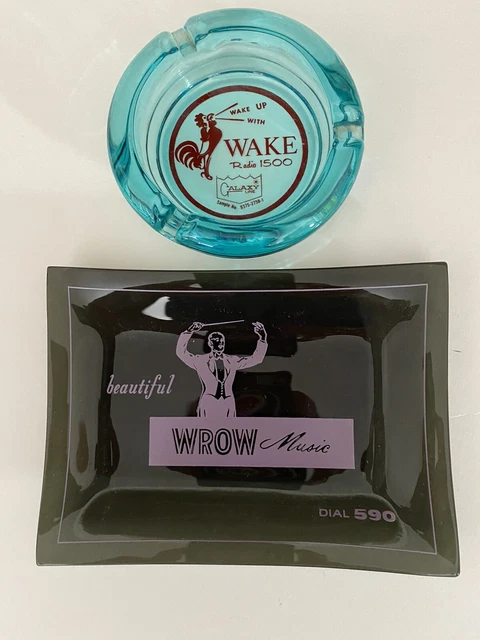 WAKE UP
WITH
WAKE
Radio 1500
GALAXY
beautiful
WROW Music
DIAL 590